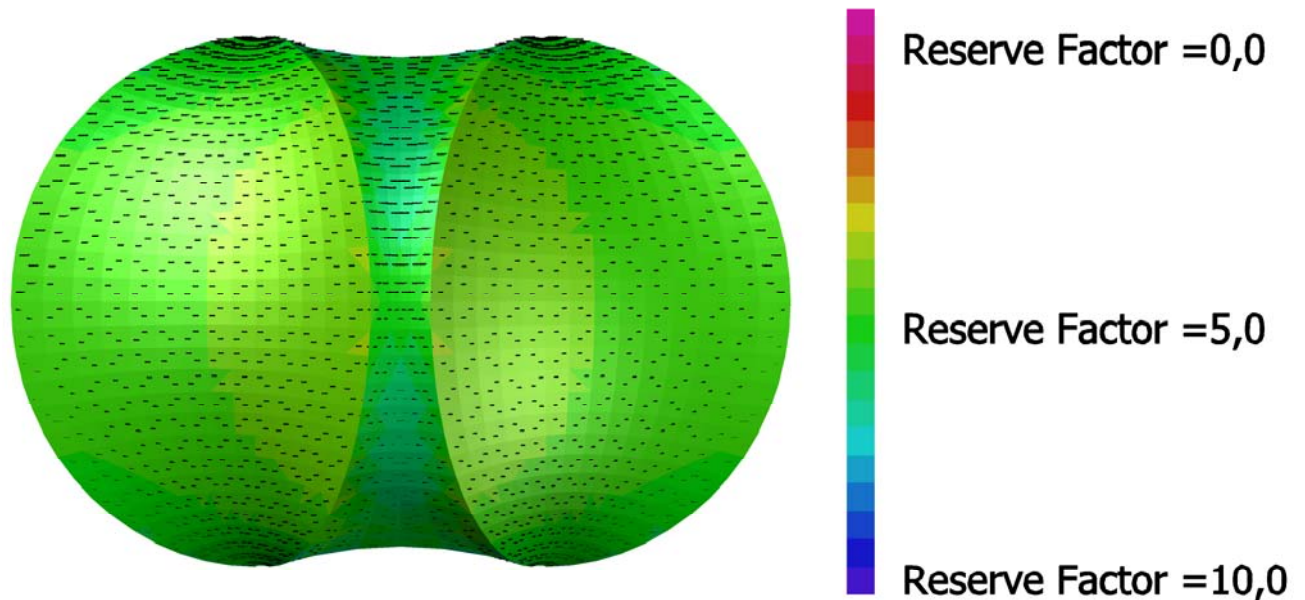 Reserve Factor =0,0
Reserve Factor =5,0
Reserve Factor =10,0